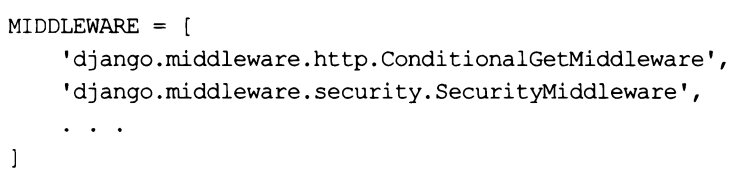 MIDDLEWARE = [
    'django.middleware.http.ConditionalGetMiddleware',
    'django.middleware.security.SecurityMiddleware',
    . . .
]